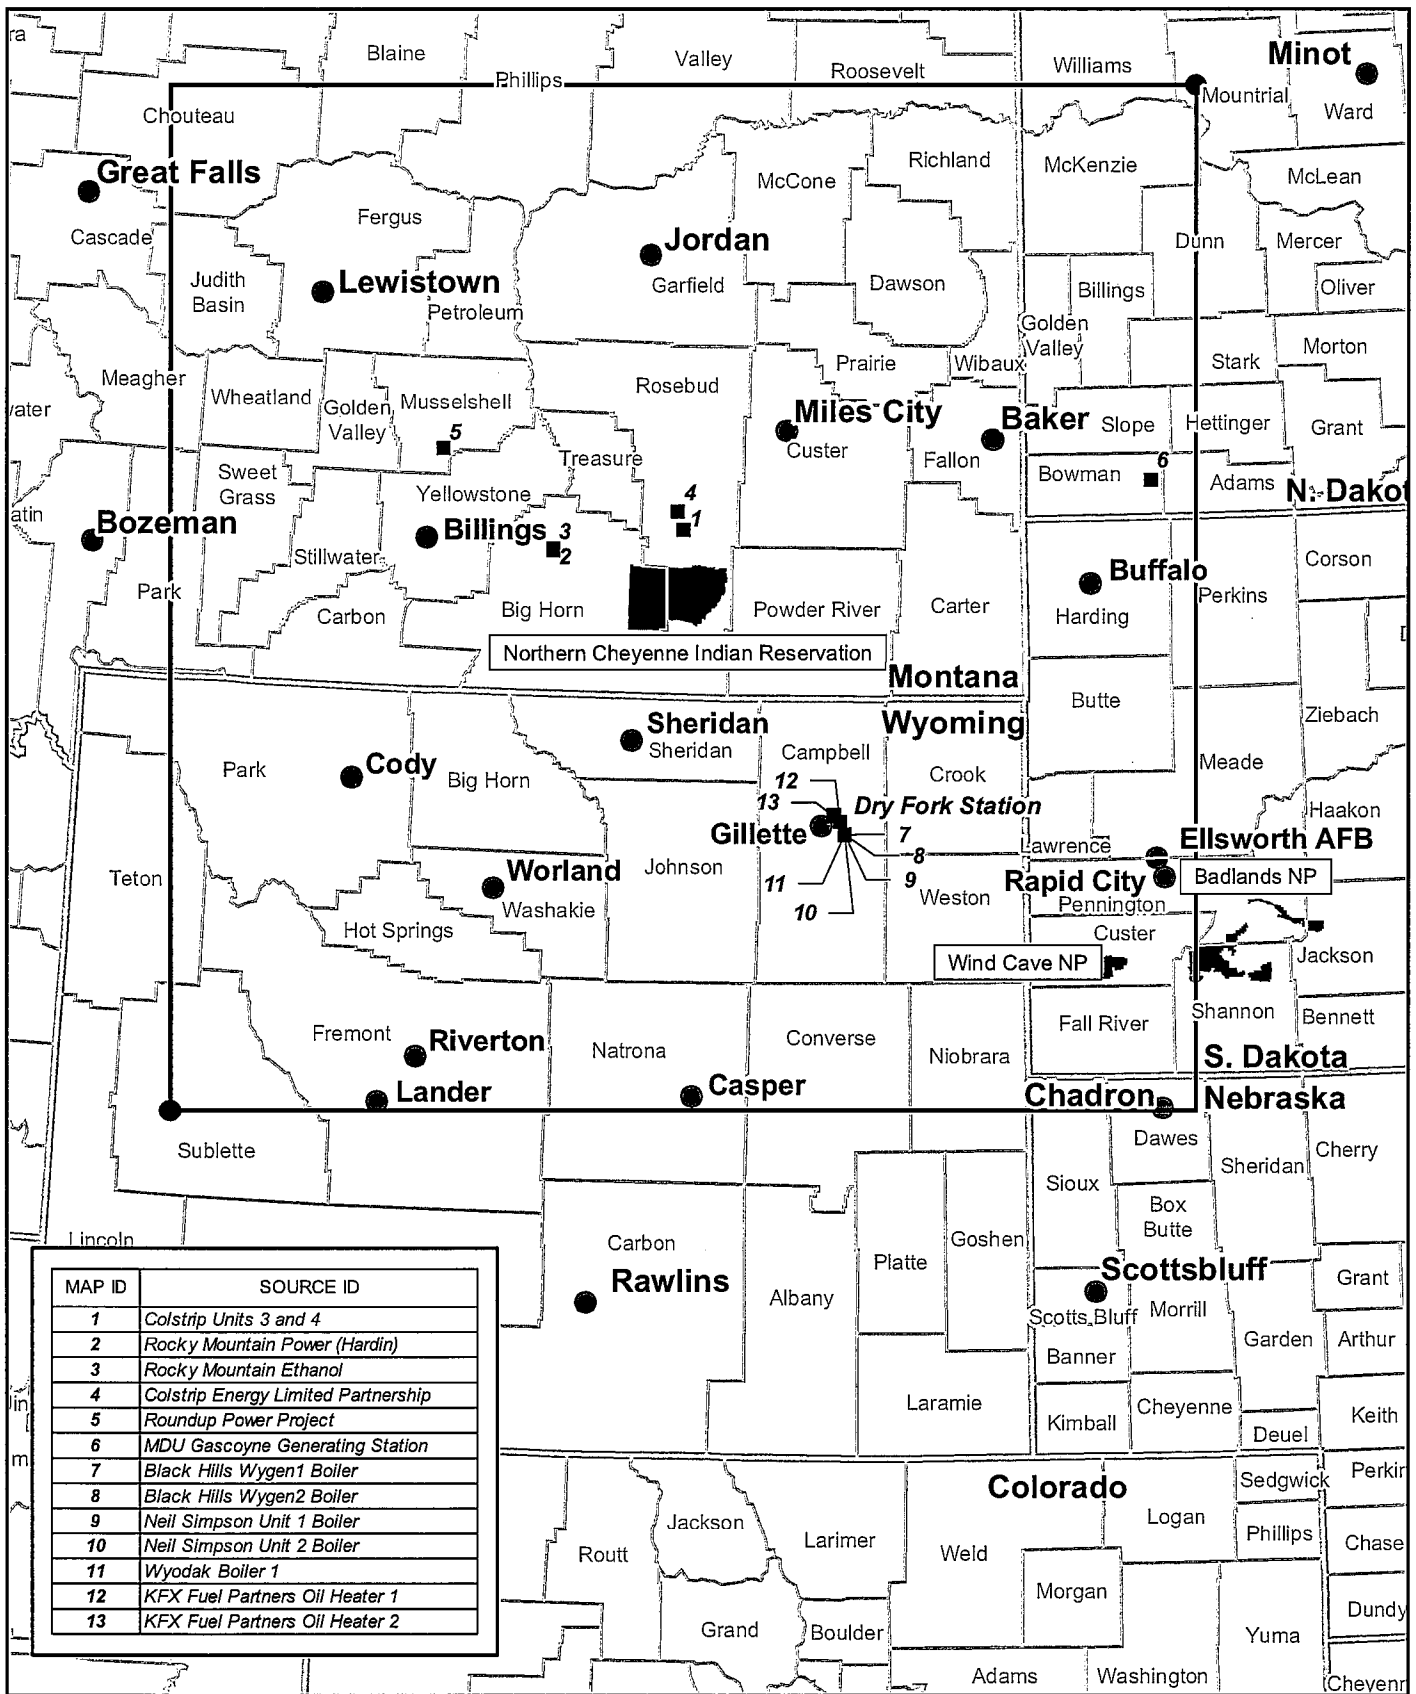 ra
Blaine
Phillips
Valley
Roosevelt
Williams
Minot
Mountrial
Ward
Chouteau
Great Falls
Richland
McCone
McKenzie
McLean
Fergus
Cascade
Jordan
Dunn
Mercer
Judith
Basin
Lewistown
Garfield
Dawson
Billings
Oliver
Petroleum
Golden
Valley
Prairie
Wibaux
Stark
Morton
Meagher
Rosebud
Wheatland
Musselshell
Golden
Valley
water
Miles City
Custer
Baker
Slope
Hettinger
Grant
5
Treasure
Fallon
Bowman
6
Adams
N. Dakot
Sweet
Grass
Yellowstone
4
1
atin
Bozeman
Billings
3
2
Stillwater
Corson
Buffalo
Park
Carbon
Big Horn
Powder River
Carter
Harding
Perkins
Northern Cheyenne Indian Reservation
Montana
Butte
Sheridan
Sheridan
Wyoming
Ziebach
Park
Cody
Big Horn
Campbell
Crook
Meade
12
13
Dry Fork Station
Haakon
Gillette
7
Lawrence
Ellsworth AFB
8
Teton
Worland
Johnson
11
9
Weston
Rapid City
Badlands NP
Washakie
10
Pennington
Hot Springs
Custer
Wind Cave NP
Jackson
Fremont
Riverton
Natrona
Converse
Niobrara
Fall River
Shannon
Bennett
S. Dakota
Lander
Casper
Chadron
Nebraska
Sublette
Dawes
Cherry
Sheridan
Sioux
Box
Butte
Lincoln
Carbon
Platte
Goshen
Rawlins
Albany
Scottsbluff
Grant
Scotts Bluff
Morrill
Garden
Arthur
Banner
Laramie
Kimball
Cheyenne
Deuel
Keith
MAP ID SOURCE ID
1 Colstrip Units 3 and 4
2 Rocky Mountain Power (Hardin)
3 Rocky Mountain Ethanol
4 Colstrip Energy Limited Partnership
5 Roundup Power Project
6 MDU Gascoyne Generating Station
7 Black Hills Wygen1 Boiler
8 Black Hills Wygen2 Boiler
9 Neil Simpson Unit 1 Boiler
10 Neil Simpson Unit 2 Boiler
11 Wyodak Boiler 1
12 KFX Fuel Partners Oil Heater 1
13 KFX Fuel Partners Oil Heater 2
Colorado
Sedgwick
Perkir
Logan
Jackson
Larimer
Phillips
Chase
Routt
Weld
Morgan
Dundy
Grand
Boulder
Yuma
Adams
Washington
Cheyenr